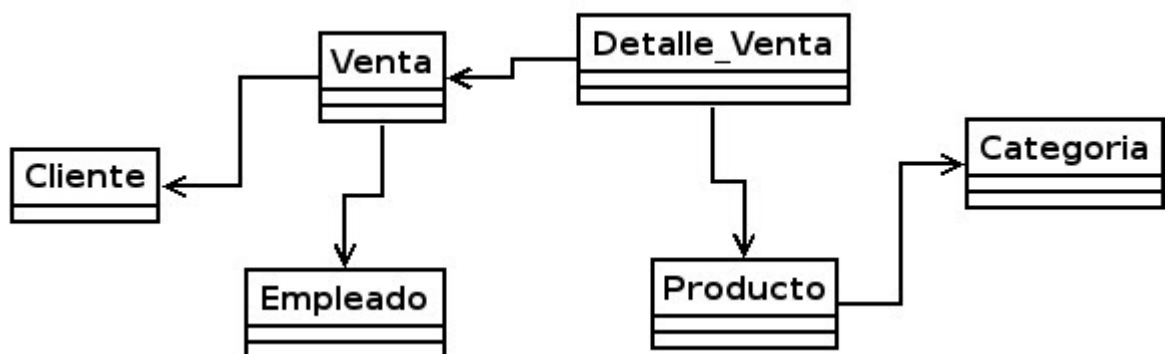 Detalle_Venta
Venta
Categoria
Cliente
Empleado
Producto